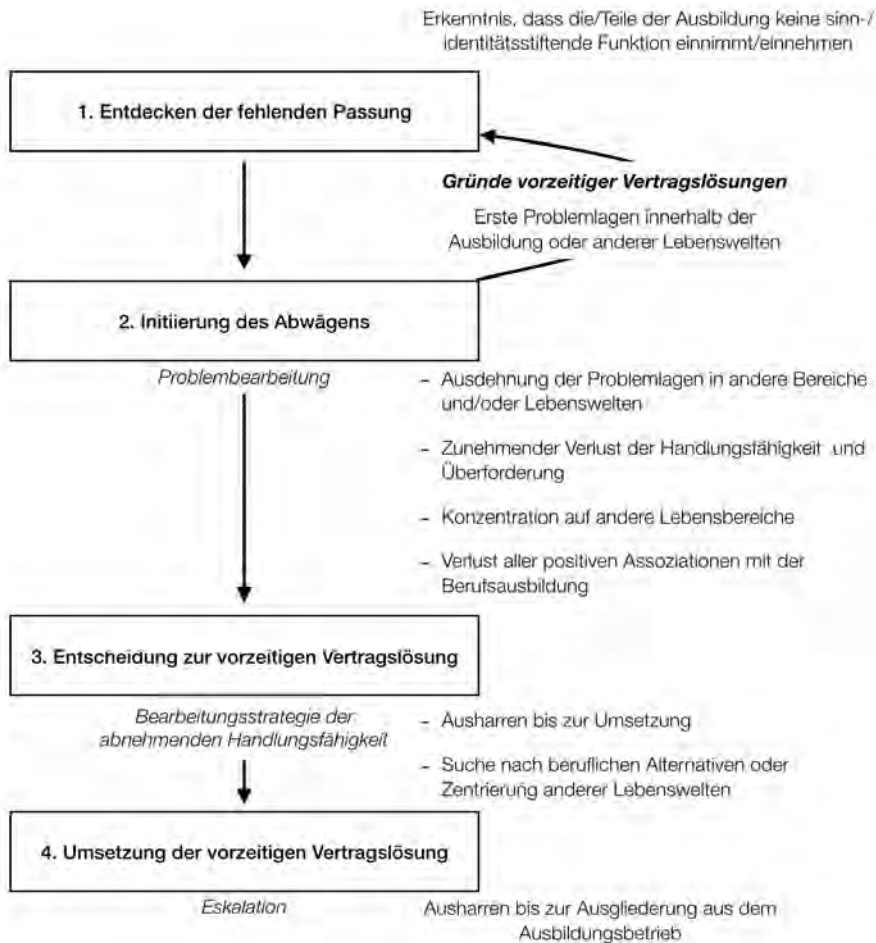 Erkenntnis, dass die/Teile der Ausbildung keine sinn-/
identitätsstiftende Funktion einnimmt/einnehmen
1. Entdecken der fehlenden Passung
Gründe vorzeitiger Vertragslösungen
Erste Problemlagen innerhalb der
Ausbildung oder anderer Lebenswelten
2. Initiierung des Abwägens
Problembearbeitung
- Ausdehnung der Problemlagen in andere Bereiche
und/oder Lebenswelten
- Zunehmender Verlust der Handlungsfähigkeit und
Überforderung
- Konzentration auf andere Lebensbereiche
- Verlust aller positiven Assoziationen mit der
Berufsausbildung
3. Entscheidung zur vorzeitigen Vertragslösung
Bearbeitungsstrategie der
abnehmenden Handlungsfähigkeit
- Ausharren bis zur Umsetzung
- Suche nach beruflichen Alternativen oder
Zentrierung anderer Lebenswelten
4. Umsetzung der vorzeitigen Vertragslösung
Eskalation
Ausharren bis zur Ausgliederung aus dem
Ausbildungsbetrieb